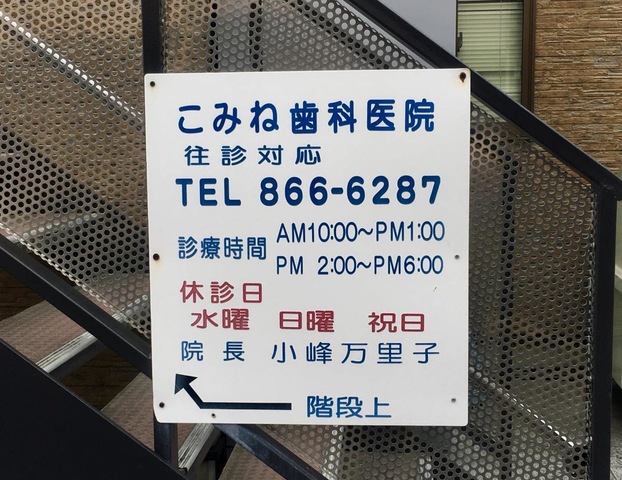 こみね歯科医院
往診対応
TEL 866-6287
診療時間 AM10:00～PM1:00
PM 2:00～PM6:00
休診日
水曜 日曜 祝日
院長 小峰万里子
階段上